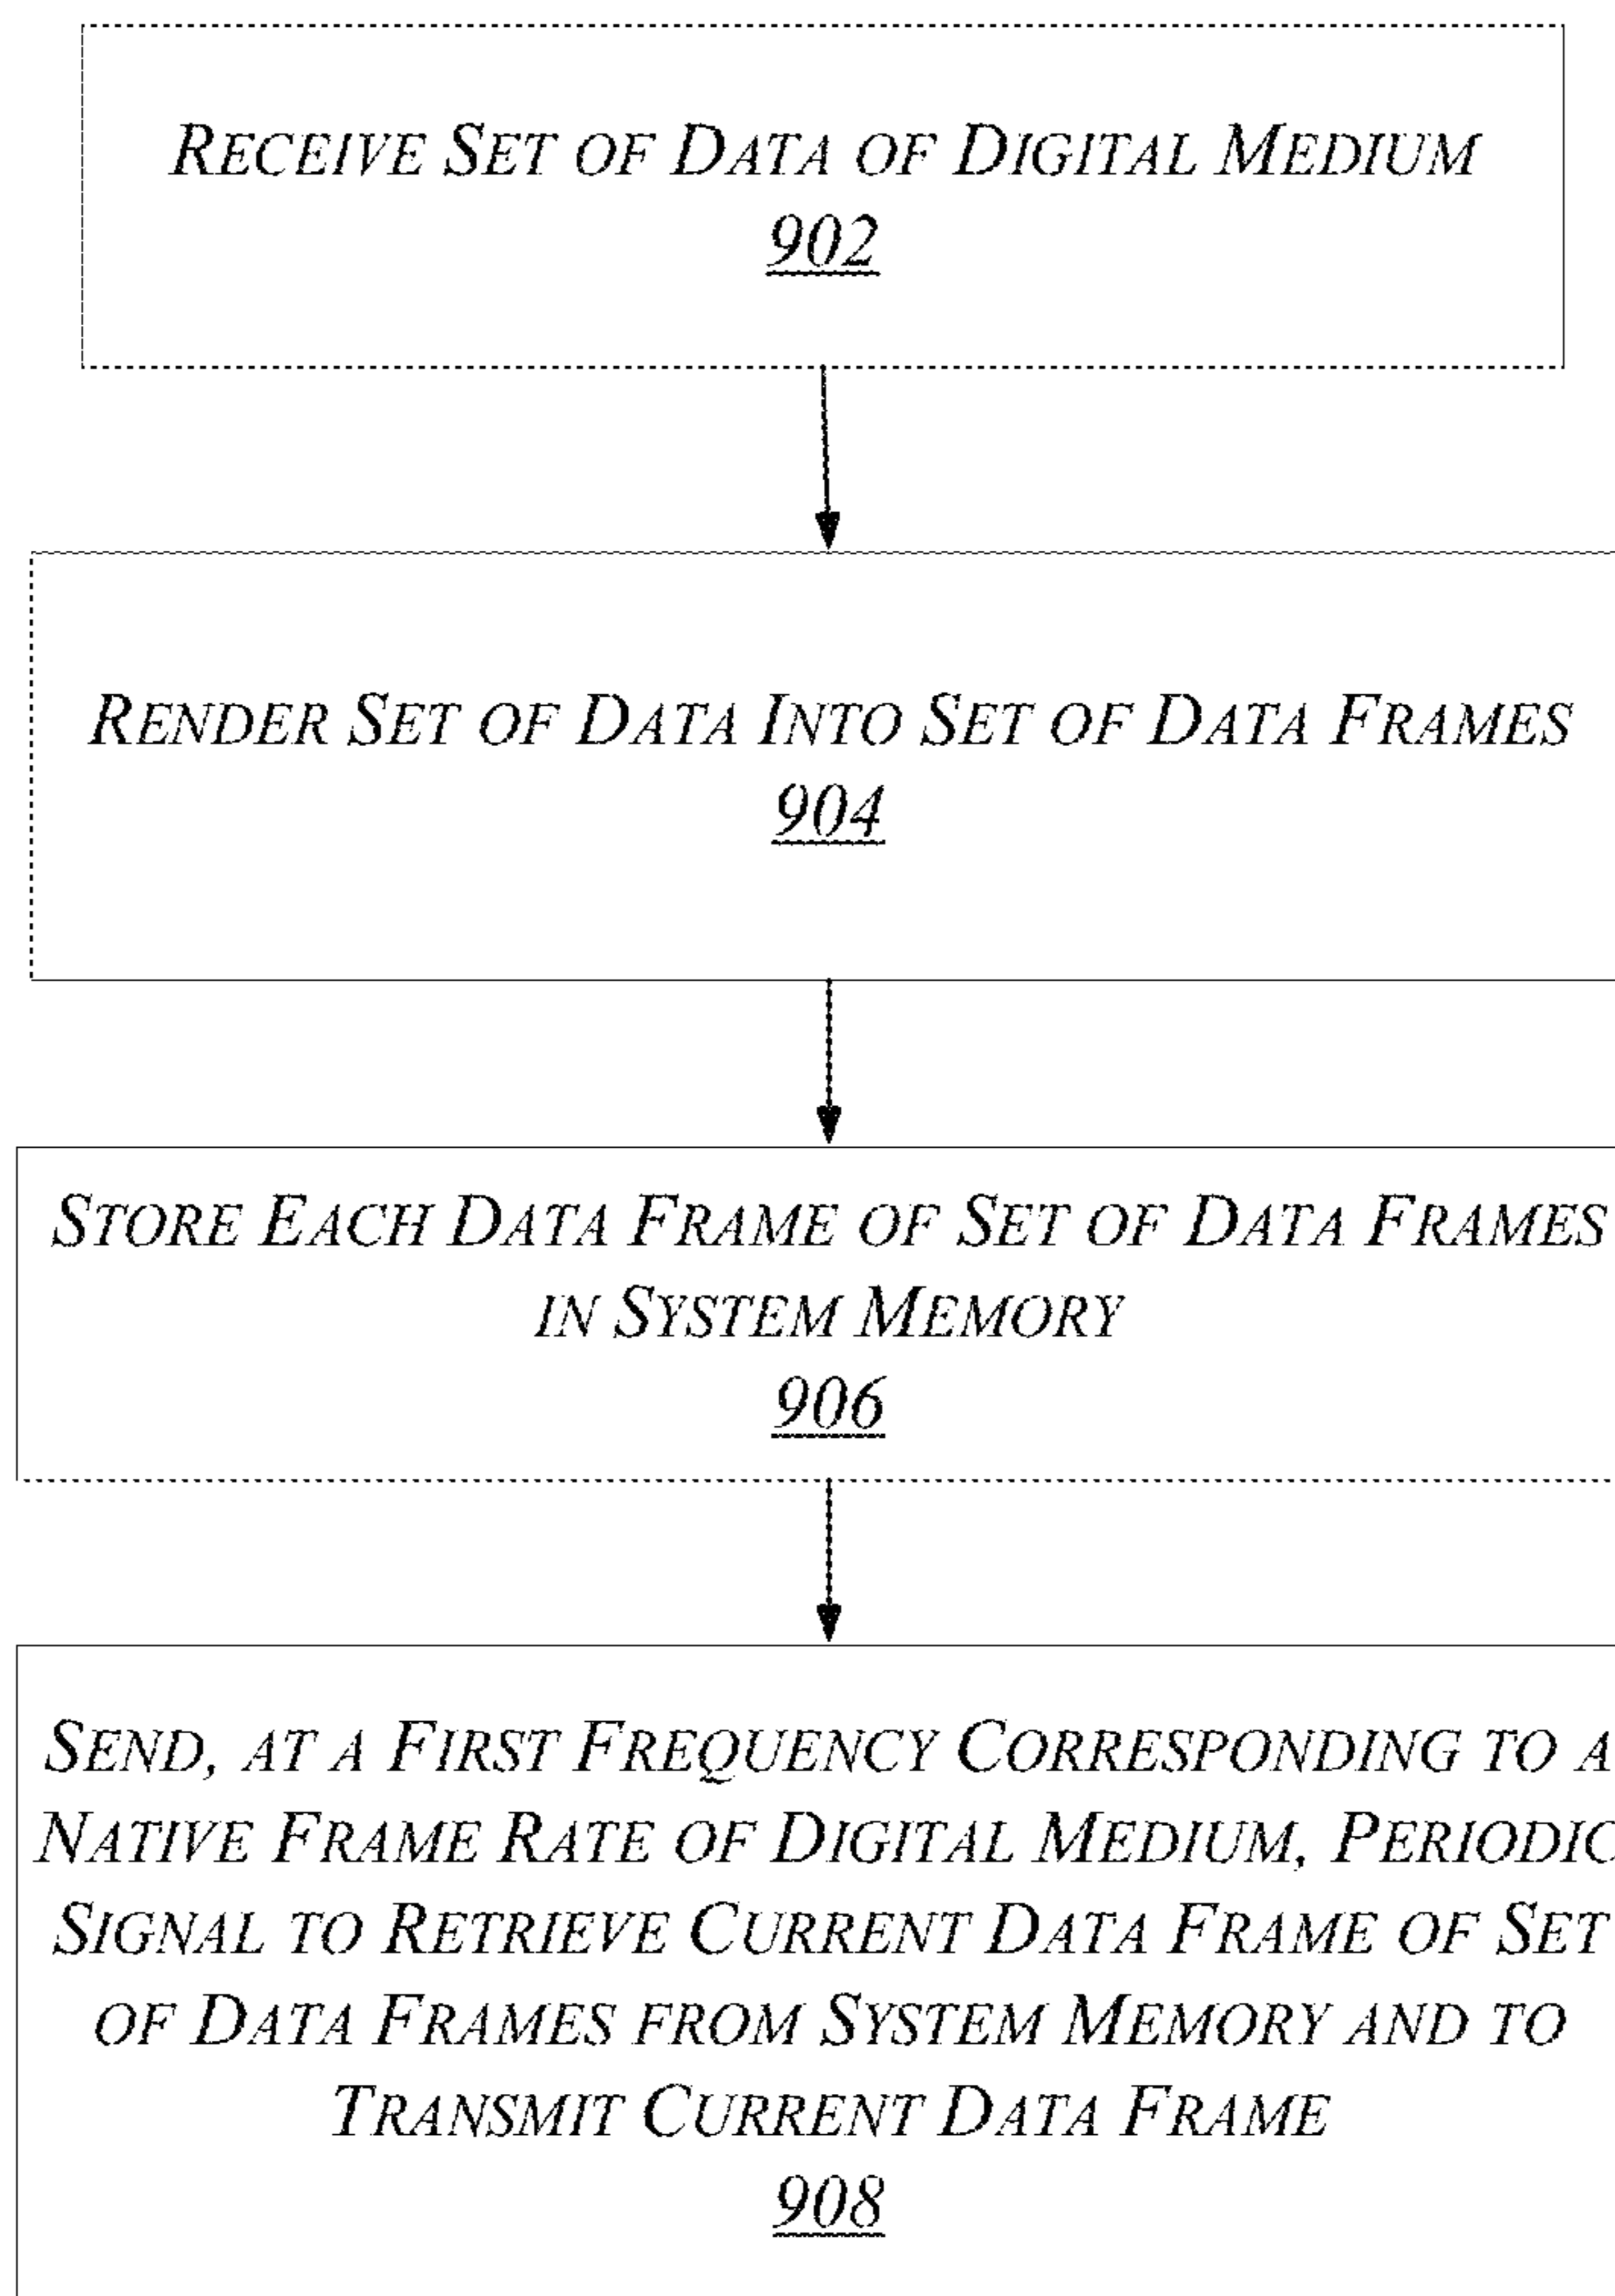 RECEIVE SET OF DATA OF DIGITAL MEDIUM
902
RENDER SET OF DATA INTO SET OF DATA FRAMES
904
STORE EACH DATA FRAME OF SET OF DATA FRAMES
IN SYSTEM MEMORY
906
SEND, AT A FIRST FREQUENCY CORRESPONDING TO A
NATIVE FRAME RATE OF DIGITAL MEDIUM, PERIODIC
SIGNAL TO RETRIEVE CURRENT DATA FRAME OF SET
OF DATA FRAMES FROM SYSTEM MEMORY AND TO
TRANSMIT CURRENT DATA FRAME
908